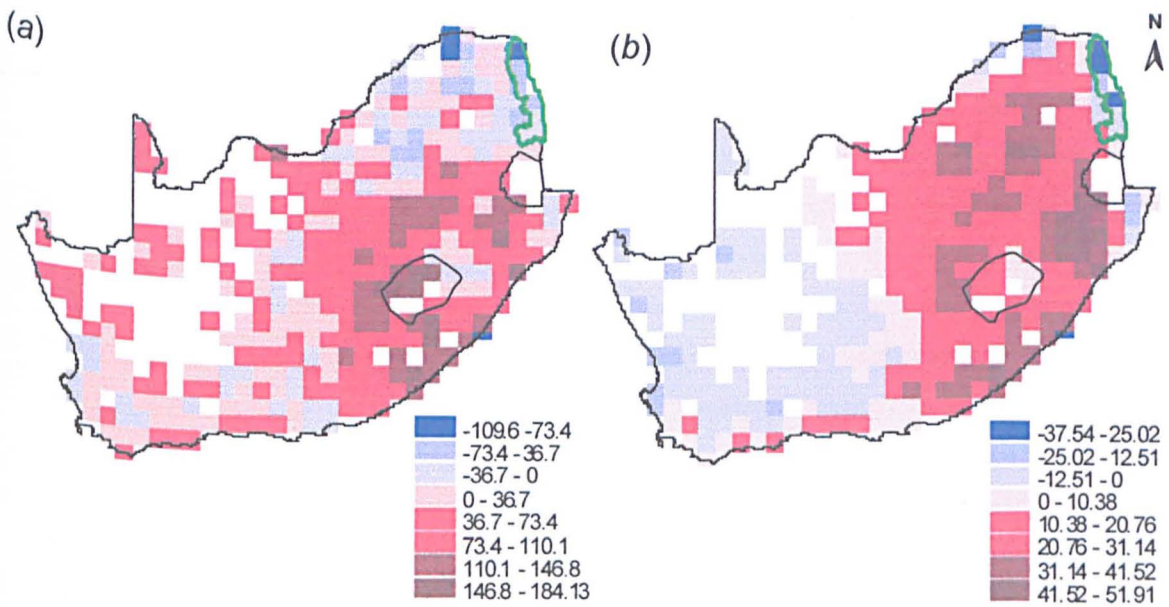 (a)
(b)
N
-109.6 -73.4
-73.4 - 36.7
-36.7 - 0
0 - 36.7
36.7 - 73.4
73.4 - 110.1
110.1 - 146.8
146.8 - 184.13
-37.54 - 25.02
-25.02 - 12.51
-12.51 - 0
0 - 10.38
10.38 - 20.76
20.76 - 31.14
31.14 - 41.52
41.52 - 51.91